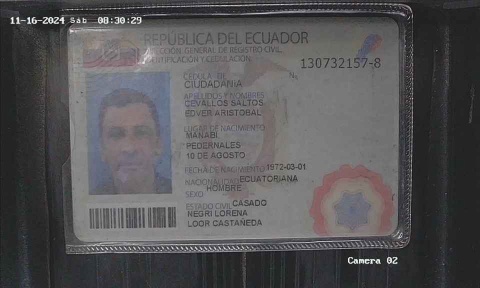 11-16-2024 Sáb 08:30:29
REPÚBLICA DEL ECUADOR
DIRECCIÓN GENERAL DE REGISTRO CIVIL,
IDENTIFICACIÓN Y CEDULACIÓN
CÉDULA DE
CIUDADANÍA
No
130732157-8
APELLIDOS Y NOMBRES
CEVALLOS SALTOS
EDVER ARISTOBAL
LUGAR DE NACIMIENTO
MANABI
PEDERNALES
10 DE AGOSTO
FECHA DE NACIMIENTO 1972-03-01
NACIONALIDAD ECUATORIANA
SEXO HOMBRE
ESTADO CIVIL CASADO
NEGRI LORENA
LOOR CASTAÑEDA
Camera 02